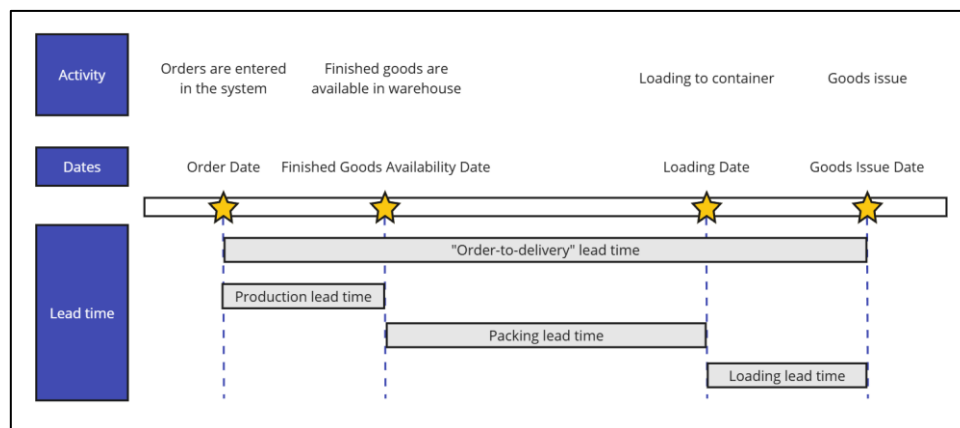 Activity
Orders are entered
in the system
Finished goods are
available in warehouse
Loading to container
Goods issue
Dates
Order Date
Finished Goods Availability Date
Loading Date
Goods Issue Date
Lead time
"Order-to-delivery" lead time
Production lead time
Packing lead time
Loading lead time